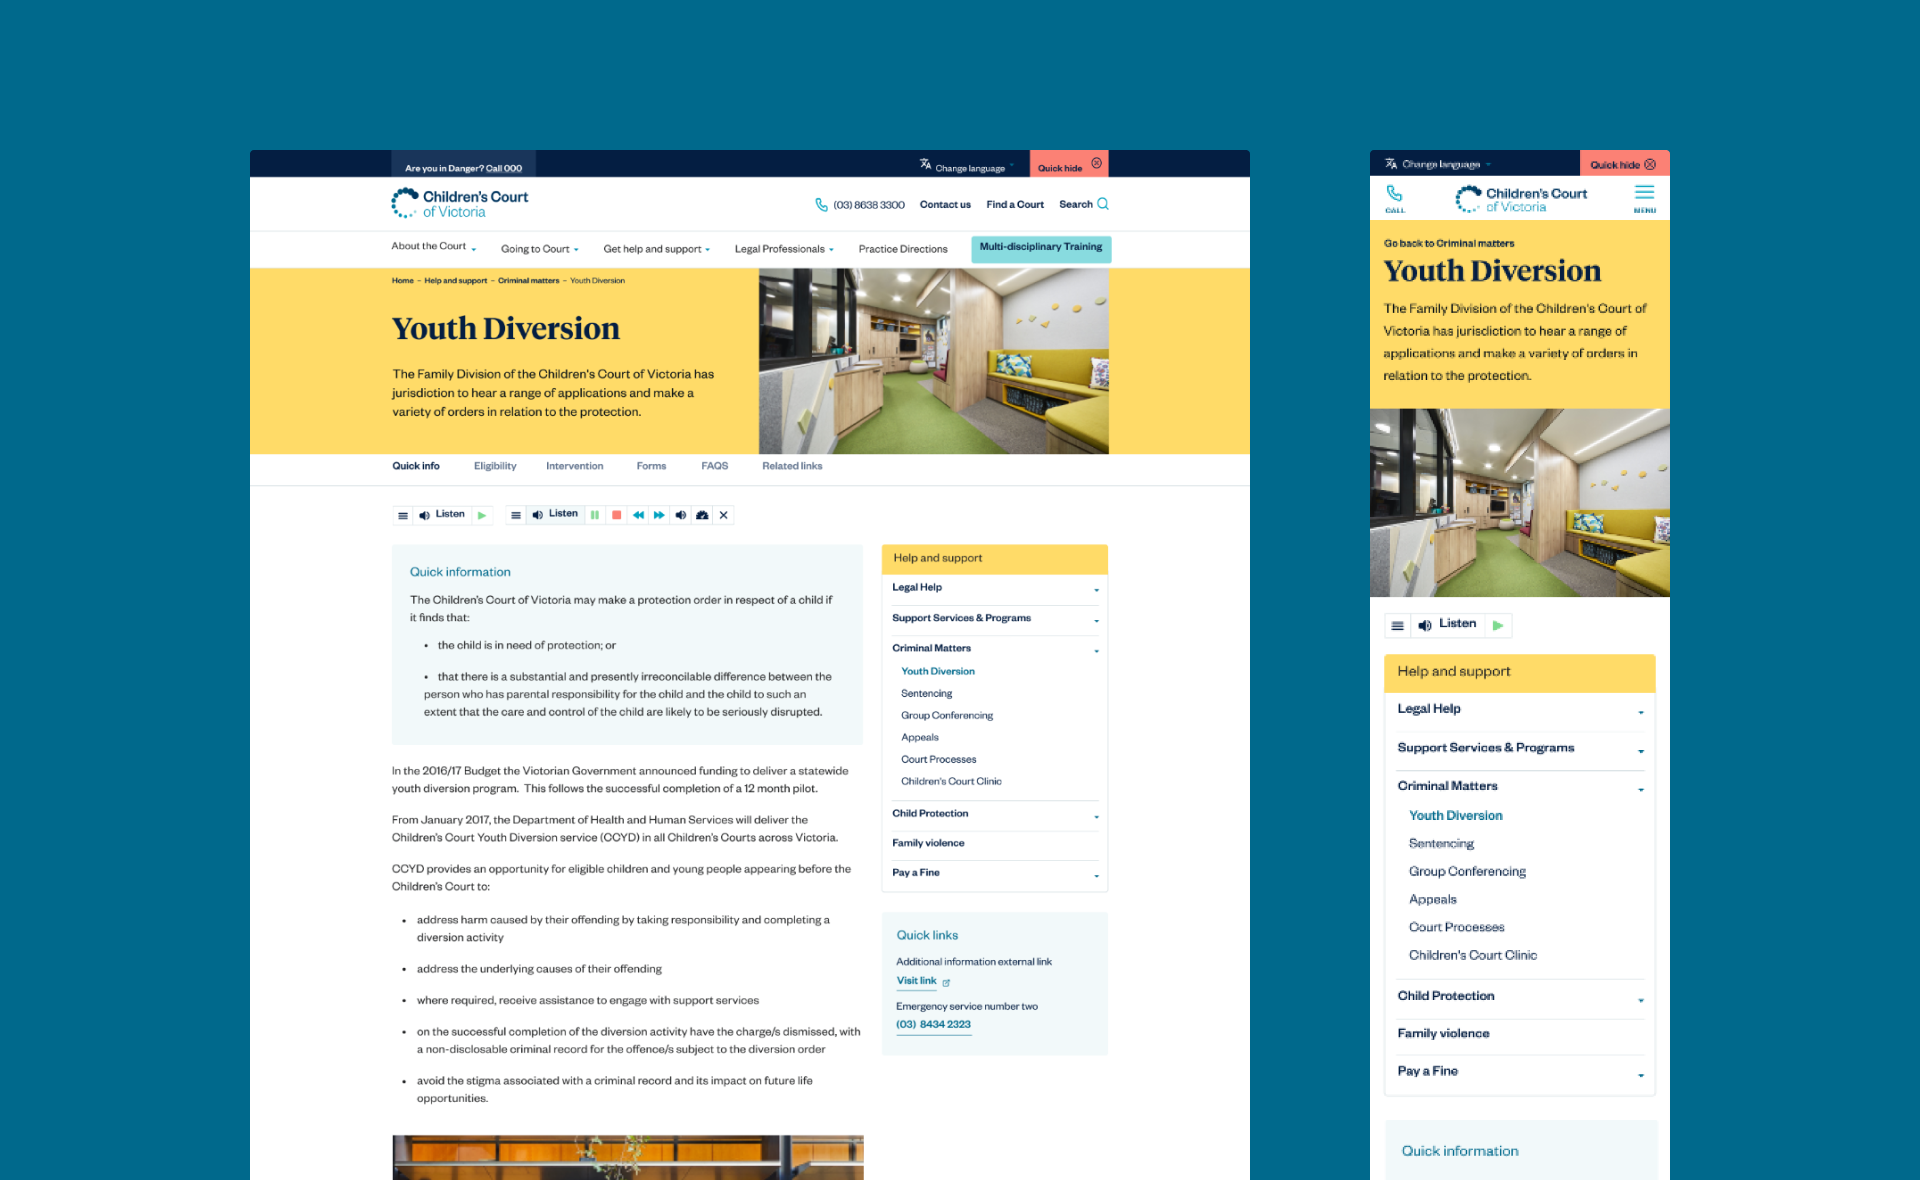 Are you in Danger? Call 000
Change language
Quick hide
Children's Court
of Victoria
(03) 8638 3300
Contact us
Find a Court
Search
About the Court
Going to Court
Get help and support
Legal Professionals
Practice Directions
Multi-disciplinary Training
Home – Help and support – Criminal matters – Youth Diversion
Youth Diversion
The Family Division of the Children's Court of Victoria has
jurisdiction to hear a range of applications and make a
variety of orders in relation to the protection.
Quick info
Eligibility
Intervention
Forms
FAQS
Related links
Listen
Listen
Quick information
The Children's Court of Victoria may make a protection order in respect of a child if
it finds that:
• the child is in need of protection; or
• that there is a substantial and presently irreconcilable difference between the
person who has parental responsibility for the child and the child to such an
extent that the care and control of the child are likely to be seriously disrupted.
In the 2016/17 Budget the Victorian Government announced funding to deliver a statewide
youth diversion program. This follows the successful completion of a 12 month pilot.
From January 2017, the Department of Health and Human Services will deliver the
Children's Court Youth Diversion service (CCYD) in all Children's Courts across Victoria.
CCYD provides an opportunity for eligible children and young people appearing before the
Children's Court to:
• address harm caused by their offending by taking responsibility and completing a
diversion activity
• address the underlying causes of their offending
• where required, receive assistance to engage with support services
• on the successful completion of the diversion activity have the charge/s dismissed, with
a non-disclosable criminal record for the offence/s subject to the diversion order
• avoid the stigma associated with a criminal record and its impact on future life
opportunities.
Help and support
Legal Help
Support Services & Programs
Criminal Matters
Youth Diversion
Sentencing
Group Conferencing
Appeals
Court Processes
Children's Court Clinic
Child Protection
Family violence
Pay a Fine
Quick links
Additional information external link
Visit link
Emergency service number two
(03) 8434 2323
Change language
Quick hide
CALL
Children's Court
of Victoria
MENU
Go back to Criminal matters
Youth Diversion
The Family Division of the Children's Court of
Victoria has jurisdiction to hear a range of
applications and make a variety of orders in
relation to the protection.
Listen
Help and support
Legal Help
Support Services & Programs
Criminal Matters
Youth Diversion
Sentencing
Group Conferencing
Appeals
Court Processes
Children's Court Clinic
Child Protection
Family violence
Pay a Fine
Quick information